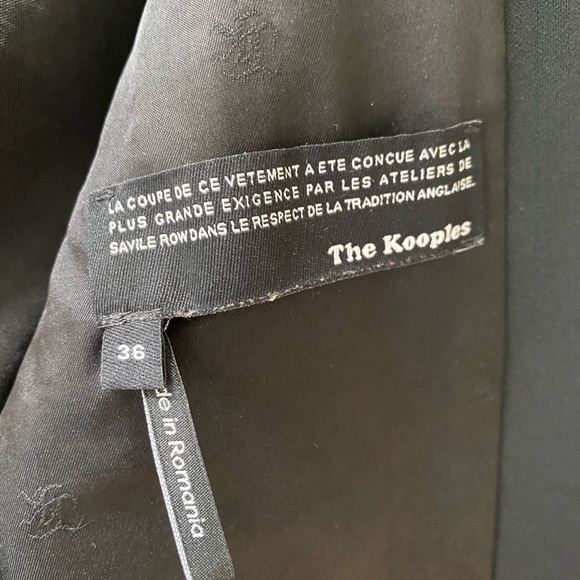 LA COUPE DE CE VETEMENT A ETE CONCUE AVEC LA
PLUS GRANDE EXIGENCE PAR LES ATELIERS DE
SAVILE ROW DANS LE RESPECT DE LA TRADITION ANGLAISE.
The Kooples
36
de in Romania